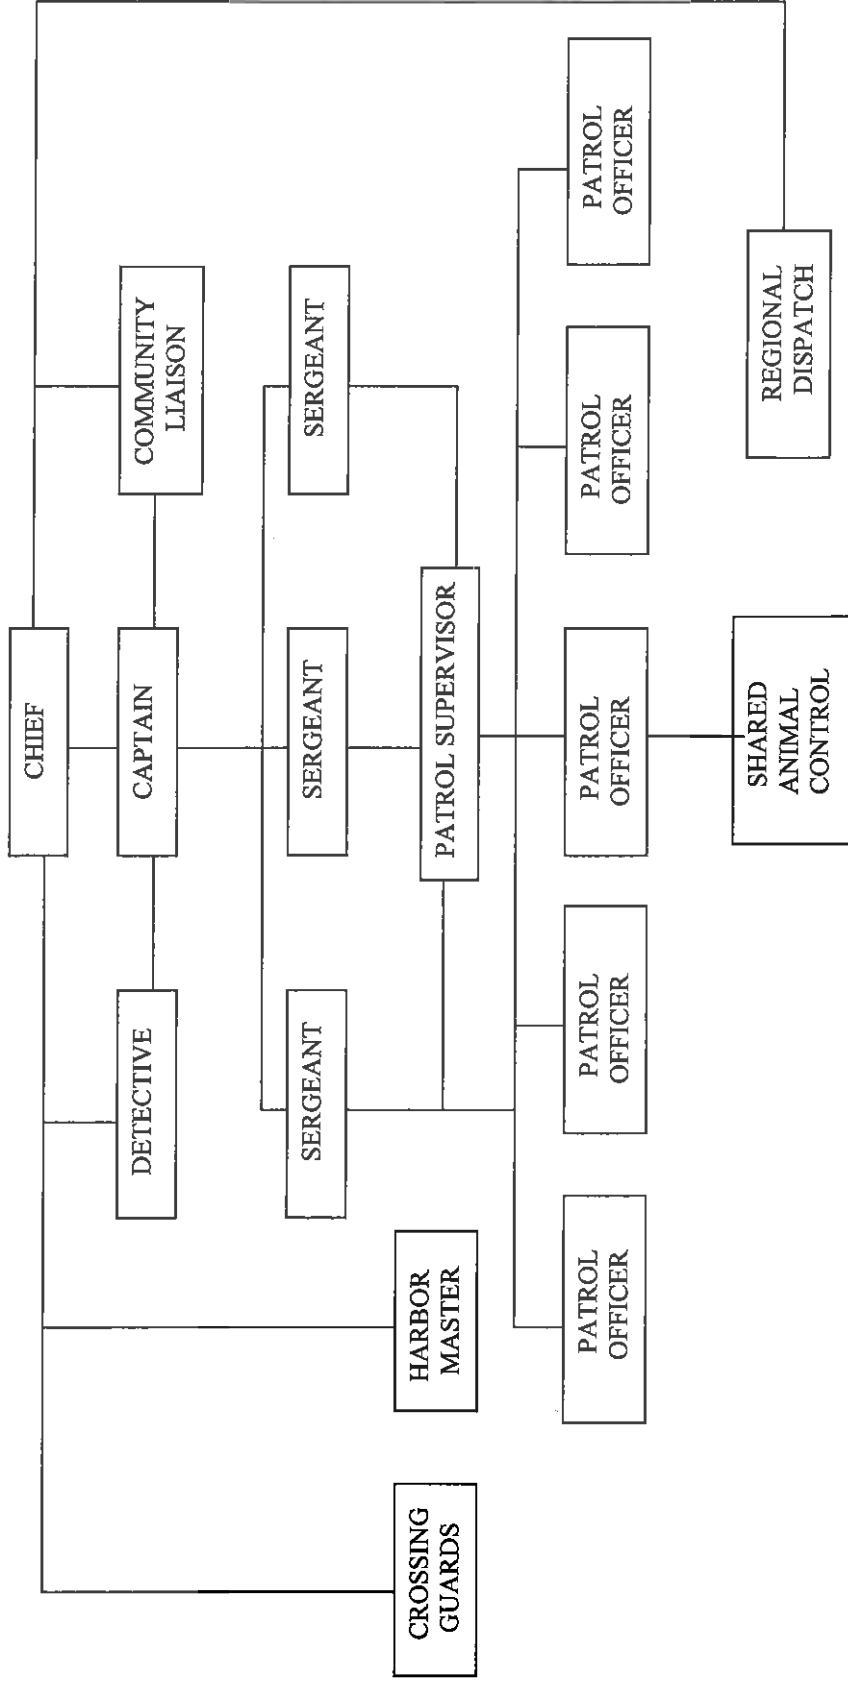 CHIEF
DETECTIVE
CAPTAIN
COMMUNITY
LIAISON
SERGEANT
SERGEANT
SERGEANT
CROSSING
GUARDS
HARBOR
MASTER
PATROL SUPERVISOR
PATROL
OFFICER
PATROL
OFFICER
PATROL
OFFICER
PATROL
OFFICER
PATROL
OFFICER
SHARED
ANIMAL
CONTROL
REGIONAL
DISPATCH